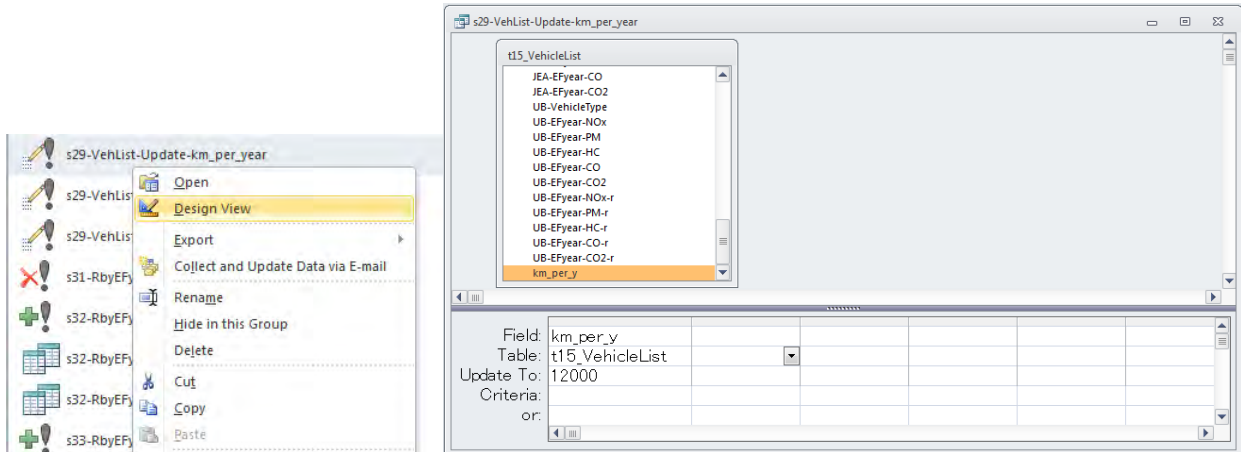 s29-VehList-Update-km_per_year
s29-VehLis
s29-VehLis
s31-RbyEFy
s32-RbyEFy
s32-RbyEFy
s32-RbyEFy
s33-RbyEFy
Open
Design View
Export
Collect and Update Data via E-mail
Rename
Hide in this Group
Delete
Cut
Copy
Paste
s29-VehList-Update-km_per_year
t15_VehicleList
JEA-EFyear-CO
JEA-EFyear-CO2
UB-VehicleType
UB-EFyear-NOx
UB-EFyear-PM
UB-EFyear-HC
UB-EFyear-CO
UB-EFyear-CO2
UB-EFyear-NOx-r
UB-EFyear-PM-r
UB-EFyear-HC-r
UB-EFyear-CO-r
UB-EFyear-CO2-r
km_per_y
Field: km_per_y
Table: t15_VehicleList
Update To: 12000
Criteria:
or: